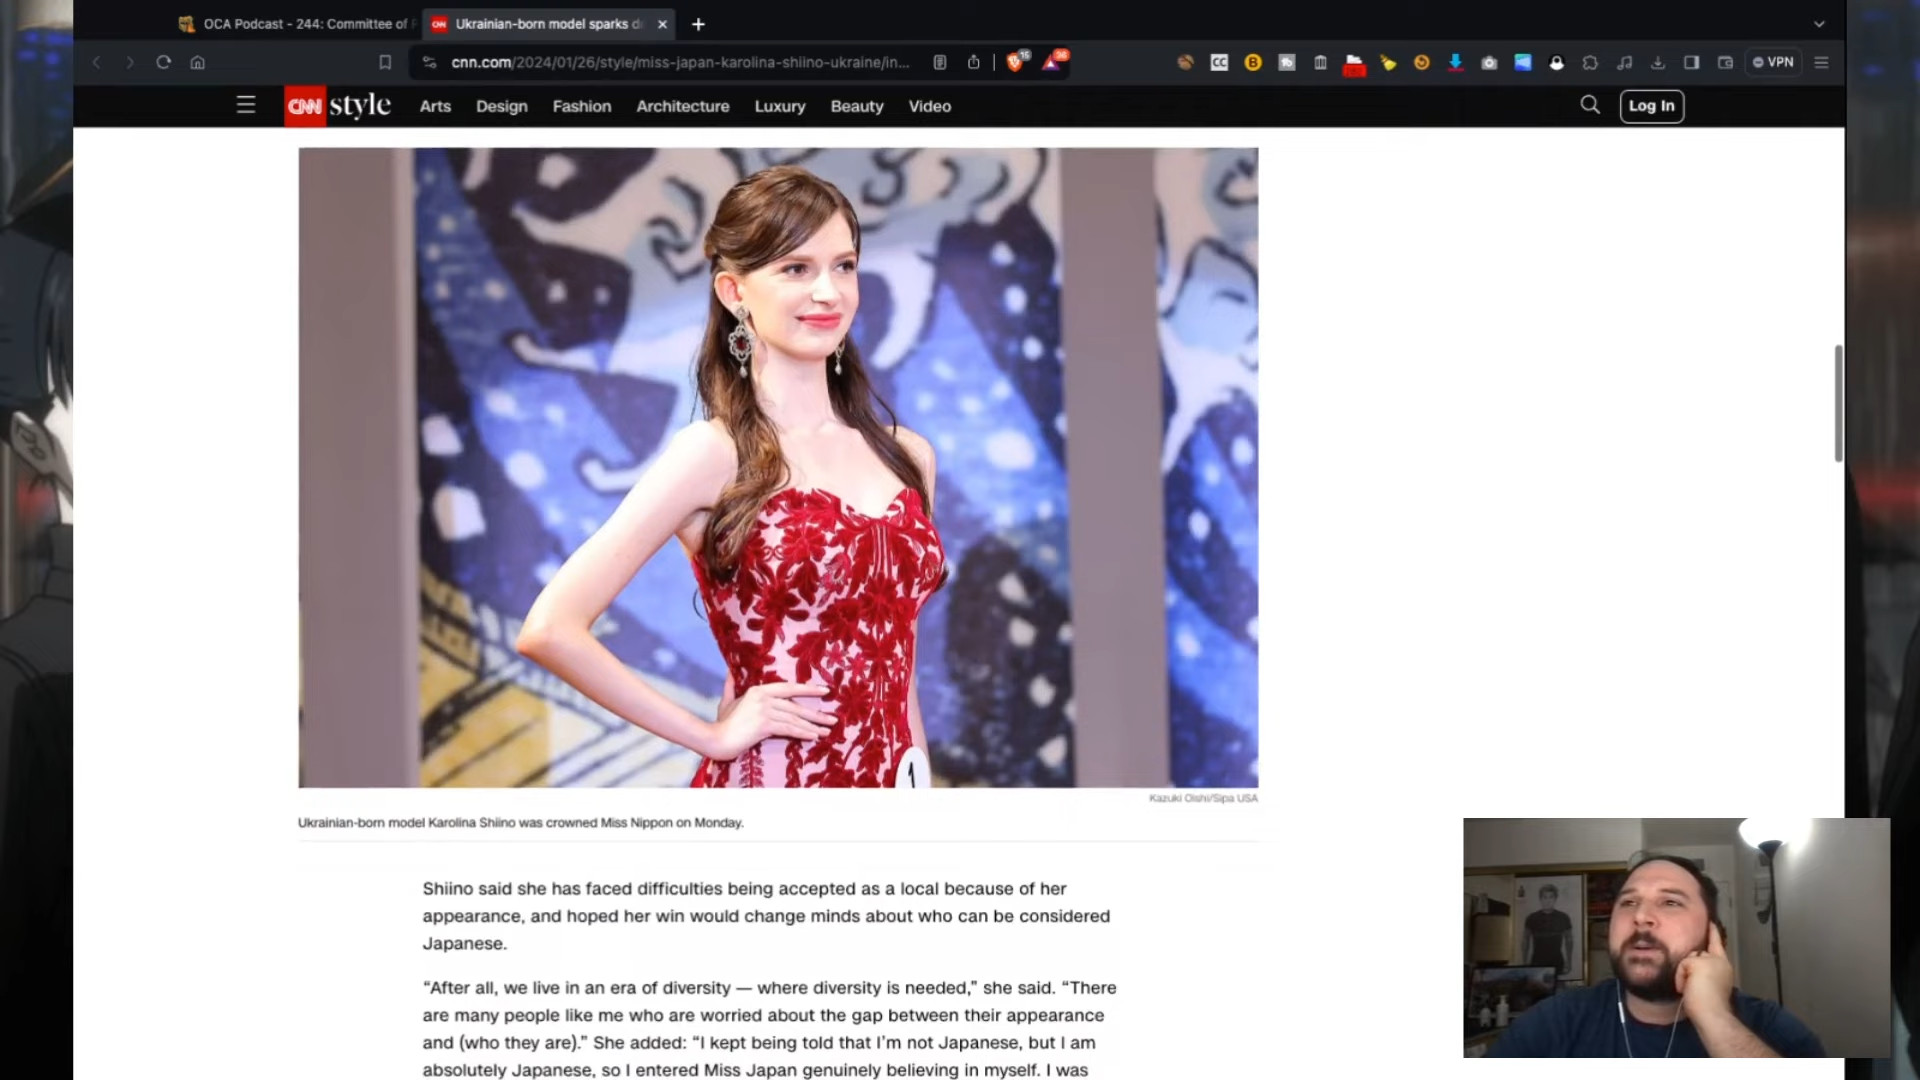 OCA Podcast - 244: Committee of
Ukrainian-born model sparks d
cnn.com/2024/01/26/style/miss-japan-karolina-shiino-ukraine/in...
VPN
CNN style Arts Design Fashion Architecture Luxury Beauty Video
Log In
1
Kazuki Oishi/Sipa USA
Ukrainian-born model Karolina Shiino was crowned Miss Nippon on Monday.
Shiino said she has faced difficulties being accepted as a local because of her
appearance, and hoped her win would change minds about who can be considered
Japanese.
“After all, we live in an era of diversity — where diversity is needed,” she said. “There
are many people like me who are worried about the gap between their appearance
and (who they are).” She added: “I kept being told that I’m not Japanese, but I am
absolutely Japanese, so I entered Miss Japan genuinely believing in myself. I was